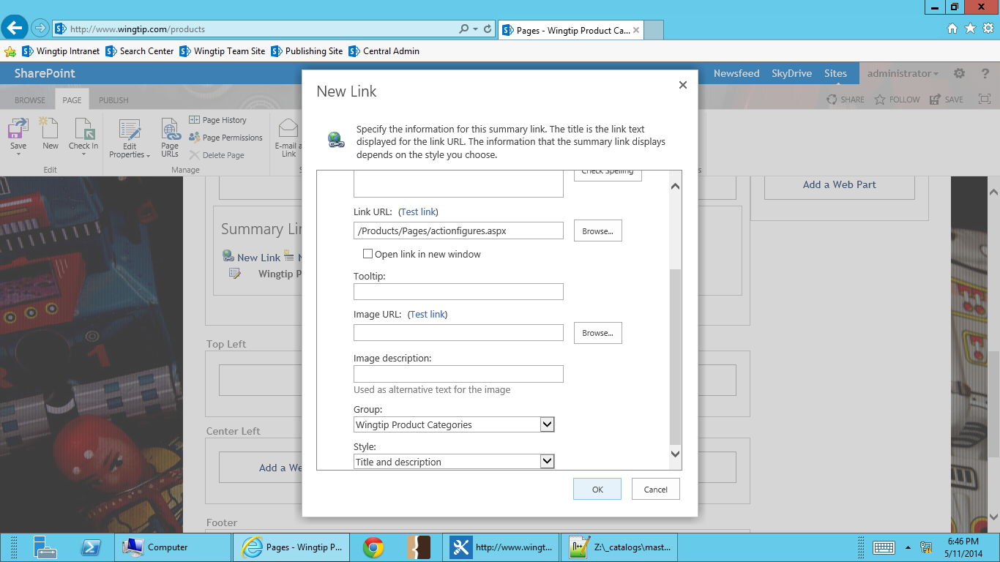 http://www.wingtip.com/products
Pages - Wingtip Product Ca...
Wingtip Intranet
Search Center
Wingtip Team Site
Publishing Site
Central Admin
SharePoint
Newsfeed
SkyDrive
Sites
administrator
?
BROWSE
PAGE
PUBLISH
SHARE
FOLLOW
SAVE
Save
New
Check In
Edit
Properties
Page
URLs
Page History
Page Permissions
Delete Page
E-mail a
Link
Edit
Manage
New Link
Specify the information for this summary link. The title is the link text
displayed for the link URL. The information that the summary link displays
depends on the style you choose.
Check Spelling
Link URL: (Test link)
/Products/Pages/actionfigures.aspx
Browse...
Open link in new window
Tooltip:
Image URL: (Test link)
Browse...
Image description:
Used as alternative text for the image
Group:
Wingtip Product Categories
Style:
Title and description
OK
Cancel
Add a Web Part
Summary Lin
New Link
Wingtip P
Top Left
Center Left
Add a We
Footer
Computer
Pages - Wingtip P...
http://www.wingt...
Z:\_catalogs\mast...
6:46 PM
5/11/2014